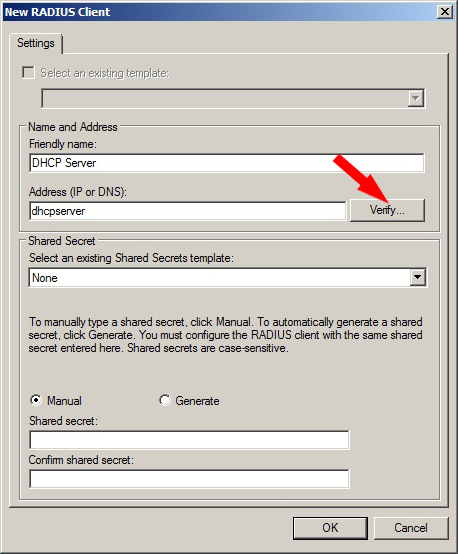 New RADIUS Client
Settings
Select an existing template:
Name and Address
Friendly name:
DHCP Server
Address (IP or DNS):
dhcpserver
Verify...
Shared Secret
Select an existing Shared Secrets template:
None
To manually type a shared secret, click Manual. To automatically generate a shared
secret, click Generate. You must configure the RADIUS client with the same shared
secret entered here. Shared secrets are case-sensitive.
Manual
Generate
Shared secret:
Confirm shared secret:
OK
Cancel